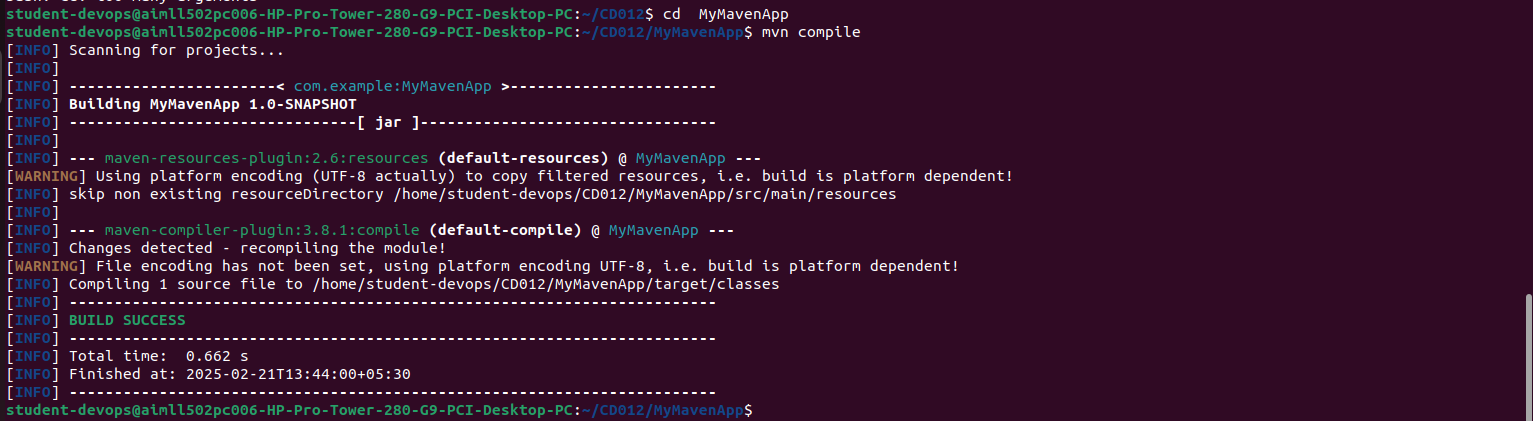 student-devops@aimll502pc006-HP-Pro-Tower-280-G9-PCI-Desktop-PC:~/CD012$ cd  MyMavenApp
student-devops@aimll502pc006-HP-Pro-Tower-280-G9-PCI-Desktop-PC:~/CD012/MyMavenApp$ mvn compile
[INFO] Scanning for projects...
[INFO]
[INFO] -----------------------< com.example:MyMavenApp >-----------------------
[INFO] Building MyMavenApp 1.0-SNAPSHOT
[INFO] --------------------------------[ jar ]---------------------------------
[INFO]
[INFO] --- maven-resources-plugin:2.6:resources (default-resources) @ MyMavenApp ---
[WARNING] Using platform encoding (UTF-8 actually) to copy filtered resources, i.e. build is platform dependent!
[INFO] skip non existing resourceDirectory /home/student-devops/CD012/MyMavenApp/src/main/resources
[INFO]
[INFO] --- maven-compiler-plugin:3.8.1:compile (default-compile) @ MyMavenApp ---
[INFO] Changes detected - recompiling the module!
[WARNING] File encoding has not been set, using platform encoding UTF-8, i.e. build is platform dependent!
[INFO] Compiling 1 source file to /home/student-devops/CD012/MyMavenApp/target/classes
[INFO] ------------------------------------------------------------------------
[INFO] BUILD SUCCESS
[INFO] ------------------------------------------------------------------------
[INFO] Total time:  0.662 s
[INFO] Finished at: 2025-02-21T13:44:00+05:30
[INFO] ------------------------------------------------------------------------
student-devops@aimll502pc006-HP-Pro-Tower-280-G9-PCI-Desktop-PC:~/CD012/MyMavenApp$